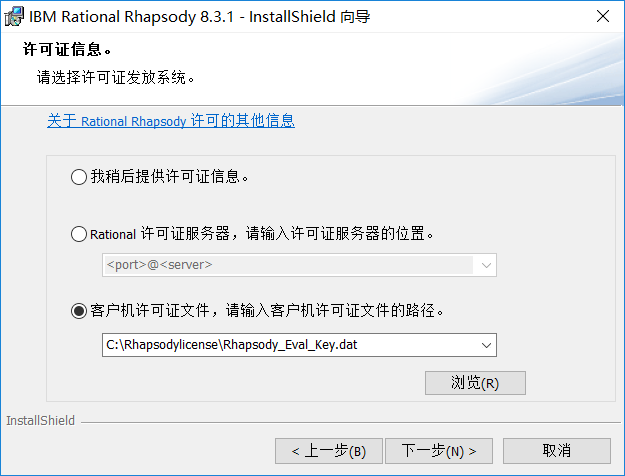 IBM Rational Rhapsody 8.3.1 - InstallShield 向导
许可证信息。
请选择许可证发放系统。
关于 Rational Rhapsody 许可的其他信息
我稍后提供许可证信息。
Rational 许可证服务器，请输入许可证服务器的位置。
<port>@<server>
客户机许可证文件，请输入客户机许可证文件的路径。
C:\Rhapsodylicense\Rhapsody_Eval_Key.dat
浏览(R)
InstallShield
< 上一步(B) 下一步(N) > 取消